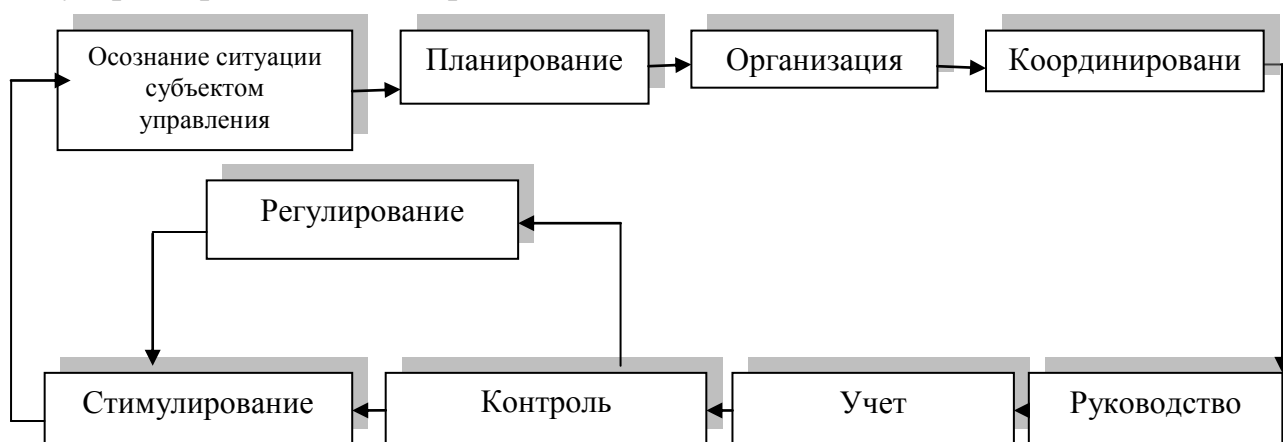 Осознание ситуации
субъектом
управления
Планирование
Организация
Координировани
Регулирование
Стимулирование
Контроль
Учет
Руководство